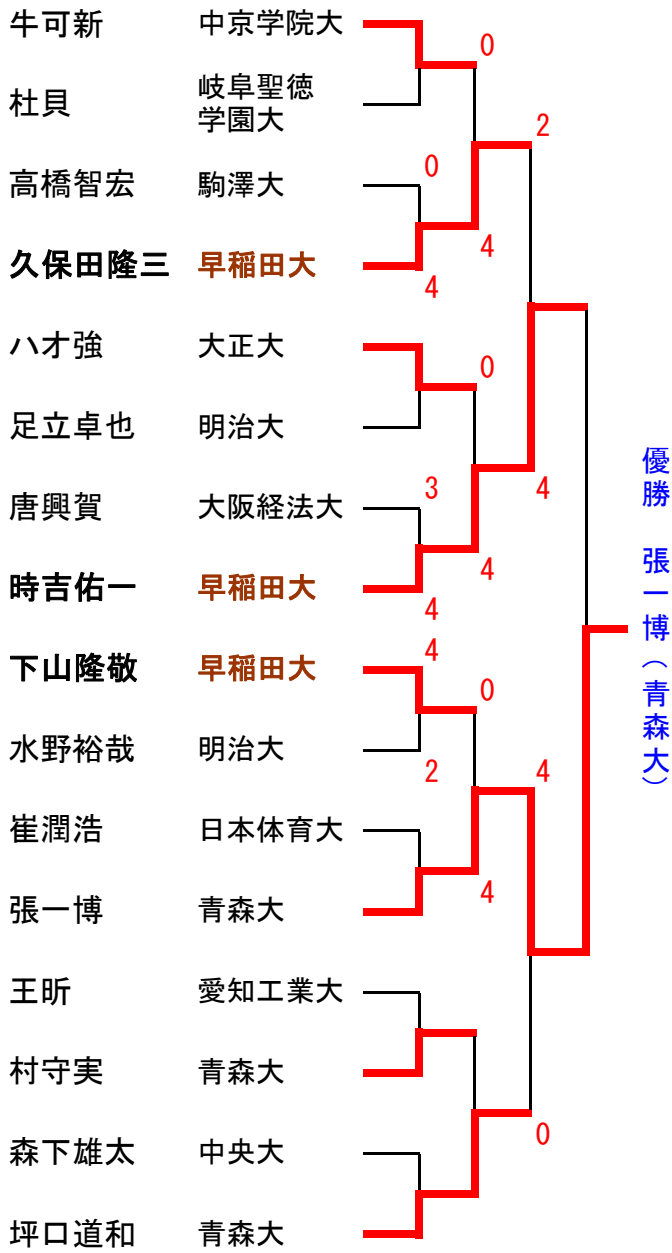 牛可新 中京学院大
0
杜貝 岐阜聖徳
学園大
2
高橋智宏 駒澤大
0
久保田隆三 早稲田大
4
4
ハオ強 大正大
0
足立卓也 明治大
唐興賀 大阪経法大
3
4
時吉佑一 早稲田大
4
4
下山隆敬 早稲田大
4
0
水野裕哉 明治大
2
4
崔潤浩 日本体育大
張一博 青森大
4
王昕 愛知工業大
村守実 青森大
森下雄太 中央大
0
坪口道和 青森大
優勝 張一博(青森大)